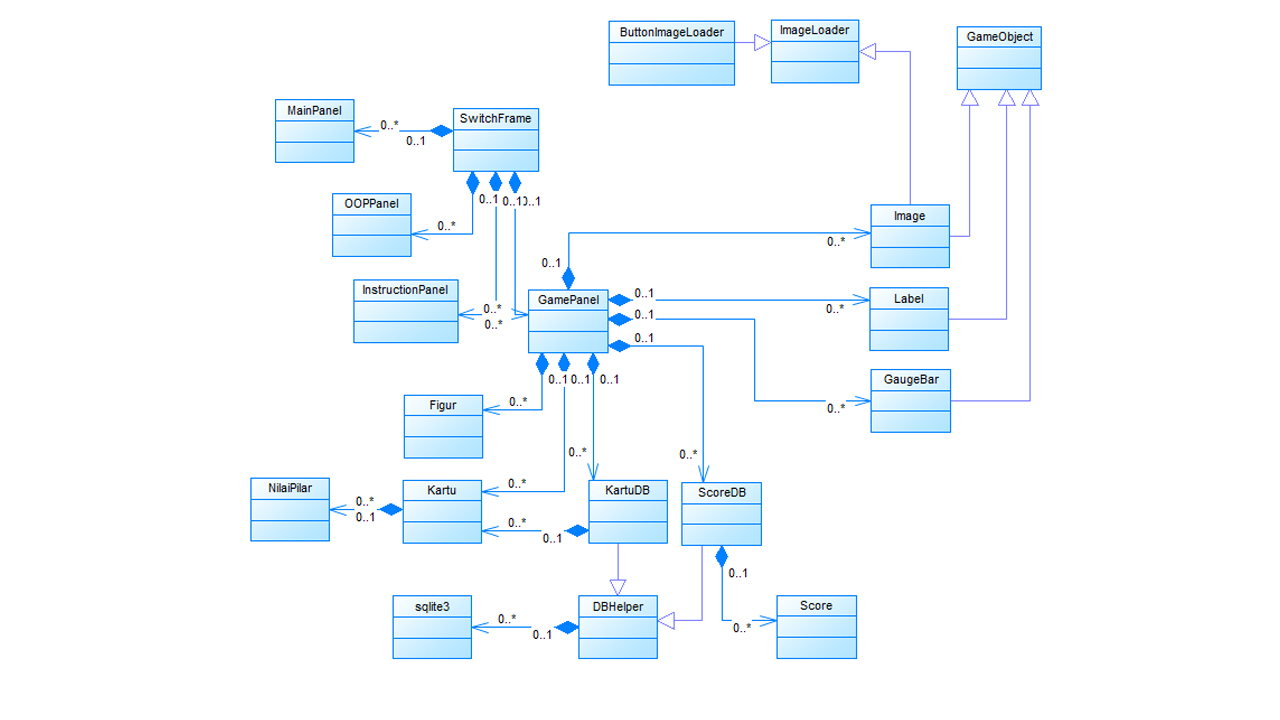 ButtonImageLoader
ImageLoader
GameObject
MainPanel
0..*
0..1
SwitchFrame
OOPPanel
0..*
0..1
0..1
0..1
Image
0..*
0..1
InstructionPanel
0..*
0..*
GamePanel
0..1
0..1
0..1
Label
0..*
GaugeBar
0..*
0..1
0..1
0..1
Figur
0..*
0..*
0..*
NilaiPilar
0..*
0..1
Kartu
0..*
0..*
0..1
KartuDB
ScoreDB
0..1
sqlite3
0..*
0..1
DBHelper
0..*
Score